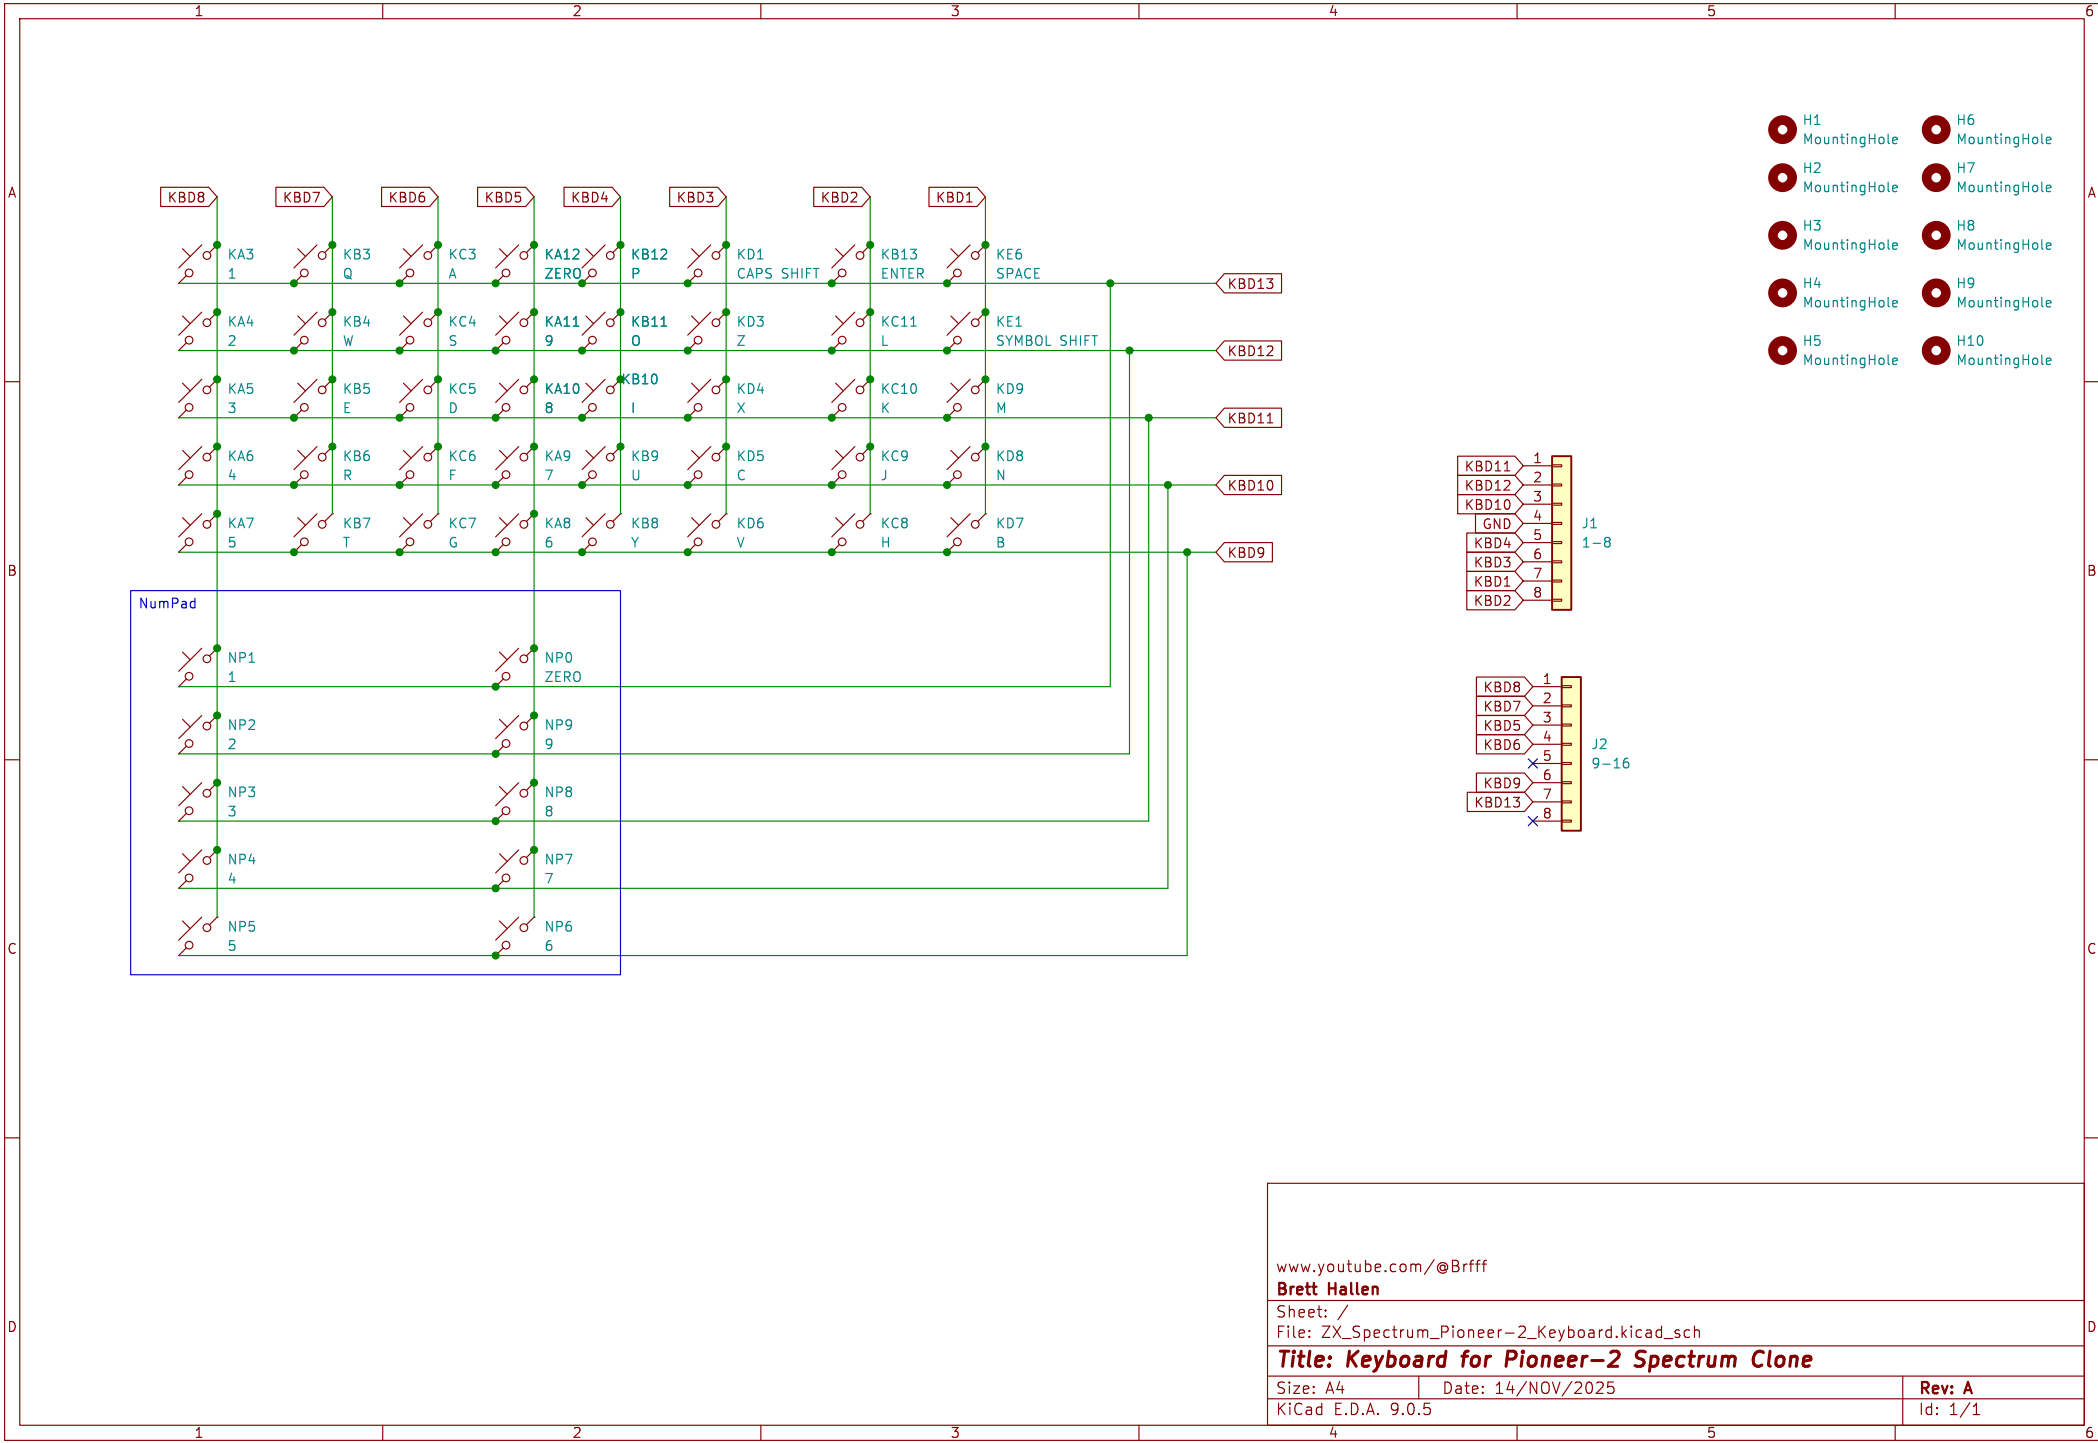 1 2 3 4 5 6
H1 H6
MountingHole MountingHole
H2 H7
MountingHole MountingHole
A A
KBD8 KBD7 KBD6 KBD5 KBD4 KBD3 KBD2 KBD1
H3 H8
MountingHole MountingHole
KA3 KB3 KC3 KA12 KB12 KD1 KB13 KE6
1 Q A ZERO P CAPS SHIFT ENTER SPACE
KBD13
H4 H9
MountingHole MountingHole
KA4 KB4 KC4 KA11 KB11 KD3 KC11 KE1
2 W S 9 O Z L SYMBOL SHIFT
KBD12
H5 H10
MountingHole MountingHole
KA5 KB5 KC5 KA10 KB10 KD4 KC10 KD9
3 E D 8 I X K M
KBD11
KA6 KB6 KC6 KA9 KB9 KD5 KC9 KD8
4 R F 7 U C J N
KBD10
KA7 KB7 KC7 KA8 KB8 KD6 KC8 KD7
5 T G 6 Y V H B
KBD9
KBD11 1
KBD12 2
KBD10 3
GND 4
KBD4 5
KBD3 6
KBD1 7
KBD2 8
J1
1-8
B B
NumPad
NP1 NP0
1 ZERO
NP2 NP9
2 9
NP3 NP8
3 8
NP4 NP7
4 7
NP5 NP6
5 6
KBD8 1
KBD7 2
KBD5 3
KBD6 4
5
KBD9 6
KBD13 7
8
J2
9-16
C C
www.youtube.com/@Brfff
Brett Hallen
Sheet: /
File: ZX_Spectrum_Pioneer-2_Keyboard.kicad_sch
Title: Keyboard for Pioneer-2 Spectrum Clone
Size: A4 Date: 14/NOV/2025 Rev: A
KiCad E.D.A. 9.0.5 Id: 1/1
D D
1 2 3 4 5 6